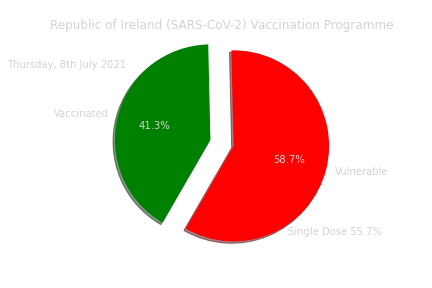 Republic of Ireland (SARS-CoV-2) Vaccination Programme
Thursday, 8th July 2021
Vaccinated
41.3%
58.7%
Vulnerable
Single Dose 55.7%